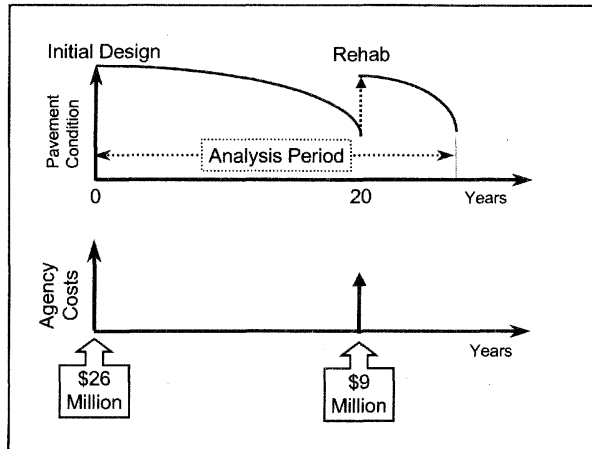 Initial Design
Rehab
Pavement
Condition
Analysis Period
0
20
Years
Agency
Costs
Years
$26
Million
$9
Million